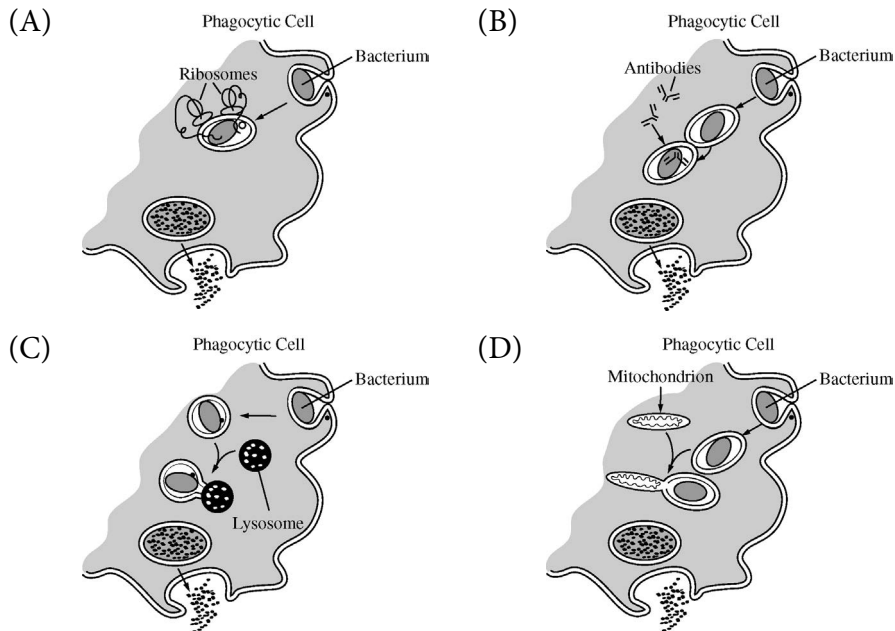 (A)
Phagocytic Cell
Bacterium
Ribosomes
(B)
Phagocytic Cell
Bacterium
Antibodies
(C)
Phagocytic Cell
Bacterium
Lysosome
(D)
Phagocytic Cell
Mitochondrion
Bacterium